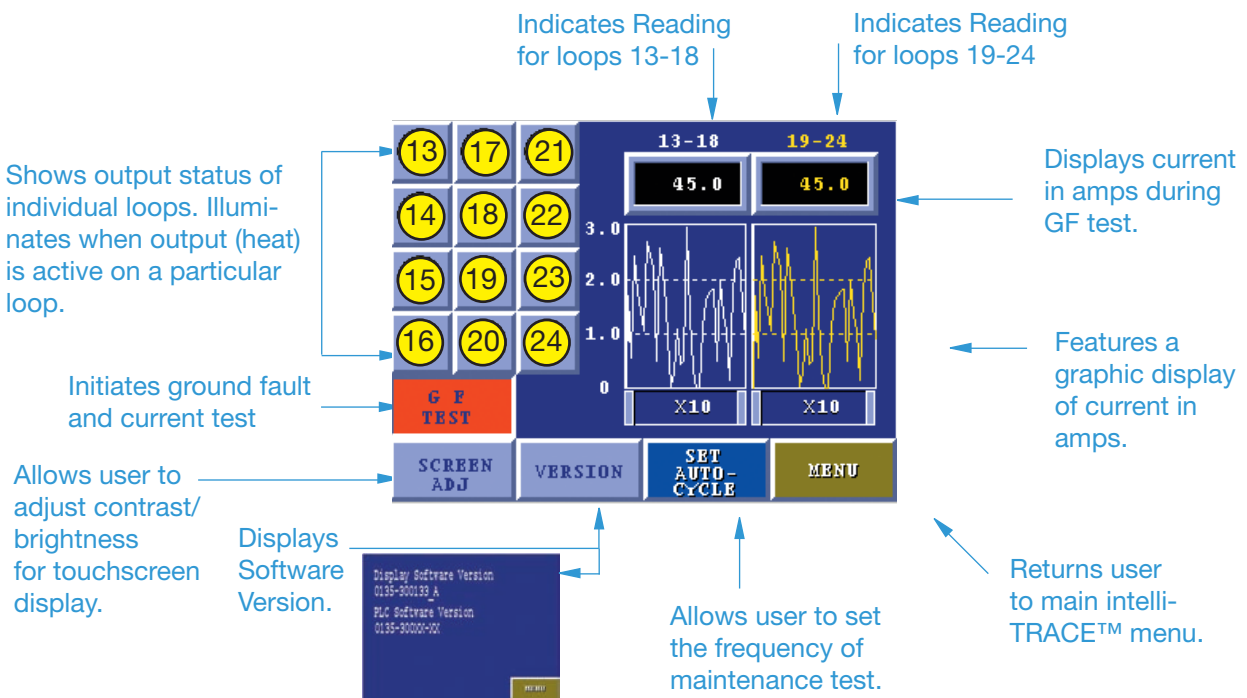 Indicates Reading
for loops 13-18
Indicates Reading
for loops 19-24
Shows output status of
individual loops. Illumi-
nates when output (heat)
is active on a particular
loop.
13
17
21
14
18
22
15
19
23
16
20
24
13-18
19-24
45.0
45.0
3.0
2.0
1.0
0
X10
X10
Displays current
in amps during
GF test.
Features a
graphic display
of current in
amps.
Initiates ground fault
and current test
G F
TEST
SCREEN
ADJ
VERSION
SET
AUTO-
CYCLE
MENU
Allows user to
adjust contrast/
brightness
for touchscreen
display.
Displays
Software
Version.
Display Software Version
0135-300133_A
PLC Software Version
0135-300XX-XX
MENU
Allows user to set
the frequency of
maintenance test.
Returns user
to main intelli-
TRACE™ menu.